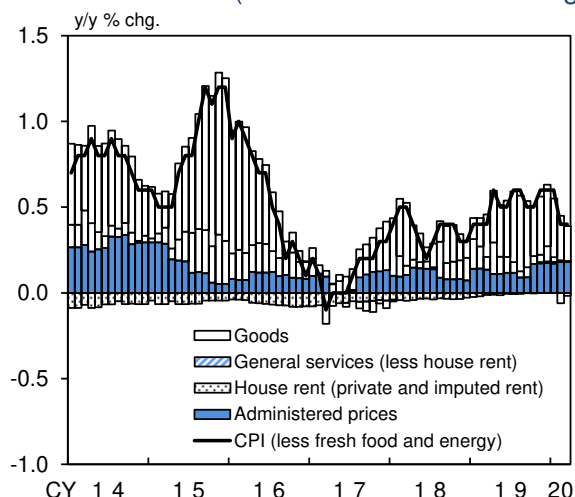 y/y % chg.
1.5
1.0
0.5
0.0
-0.5
-1.0
Goods
General services (less house rent)
House rent (private and imputed rent)
Administered prices
CPI (less fresh food and energy)
CY 14 15 16 17 18 19 20